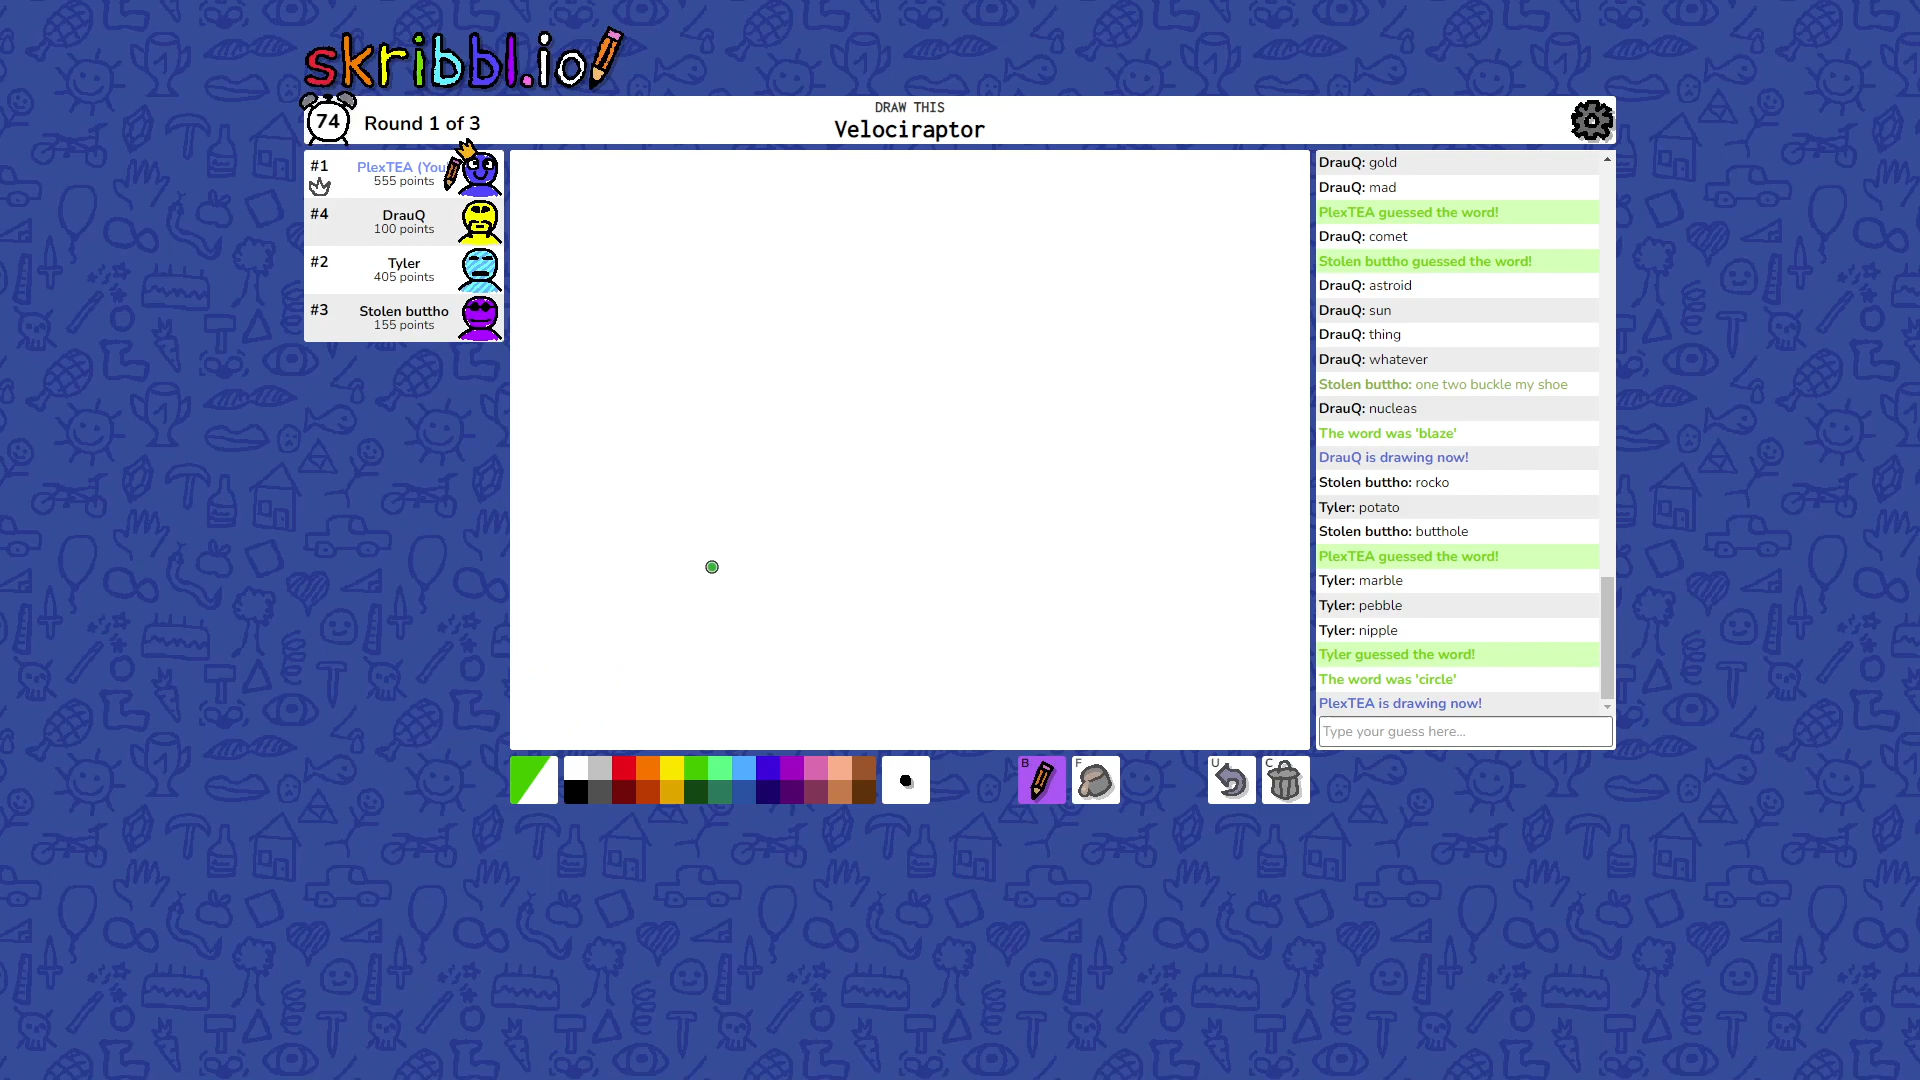 skribbl.io
74
Round 1 of 3
DRAW THIS
Velociraptor
#1
PlexTEA (You
555 points
#4
DrauQ
100 points
#2
Tyler
405 points
#3
Stolen buttho
155 points
DrauQ: gold
DrauQ: mad
PlexTEA guessed the word!
DrauQ: comet
Stolen buttho guessed the word!
DrauQ: astroid
DrauQ: sun
DrauQ: thing
DrauQ: whatever
Stolen buttho: one two buckle my shoe
DrauQ: nucleas
The word was 'blaze'
DrauQ is drawing now!
Stolen buttho: rocko
Tyler: potato
Stolen buttho: butthole
PlexTEA guessed the word!
Tyler: marble
Tyler: pebble
Tyler: nipple
Tyler guessed the word!
The word was 'circle'
PlexTEA is drawing now!
Type your guess here...
B
F
U
C